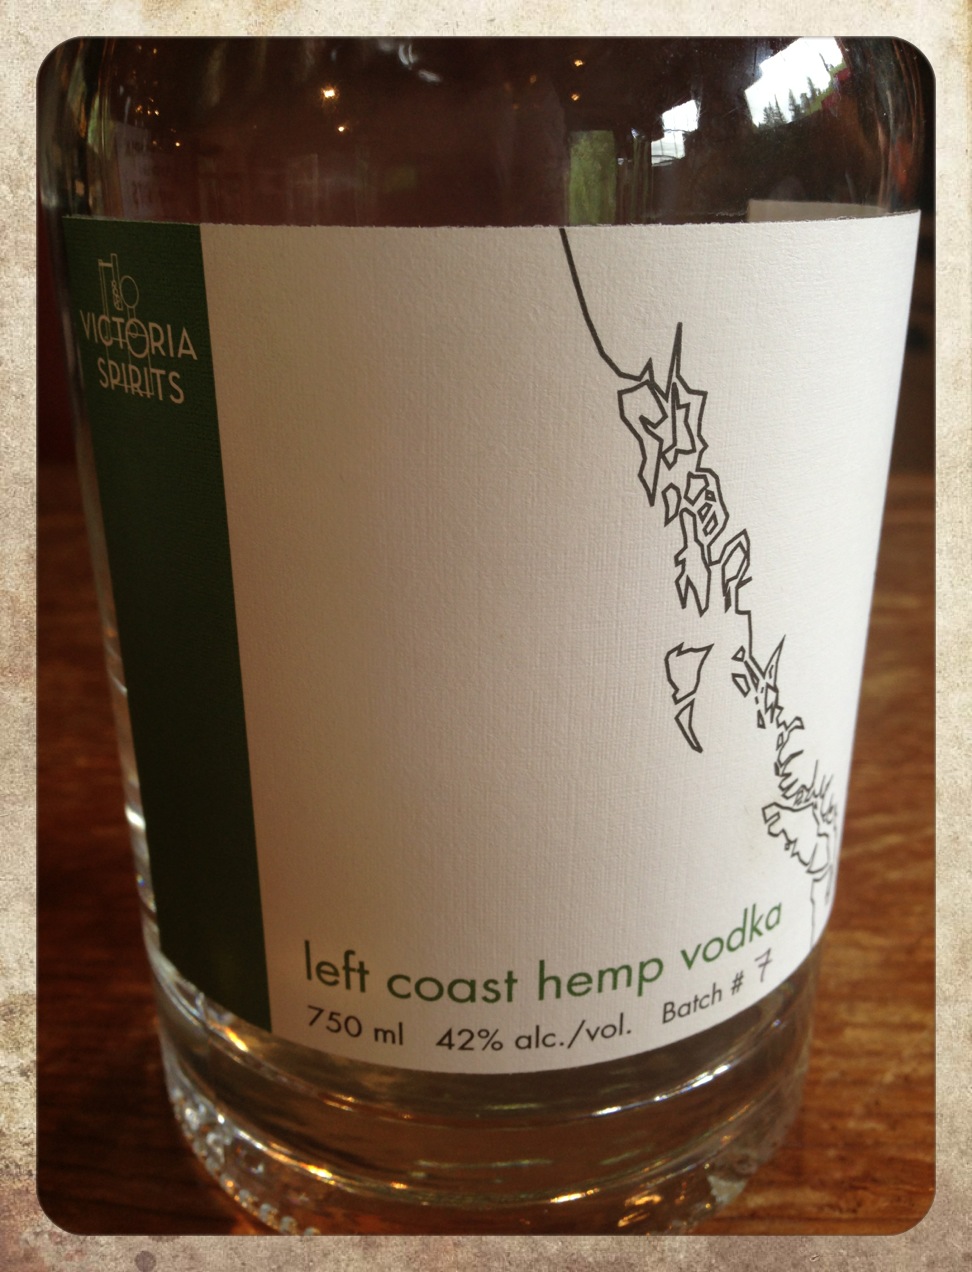 VICTORIA
SPIRITS
left coast hemp vodka
750 ml 42% alc./vol. Batch # 7